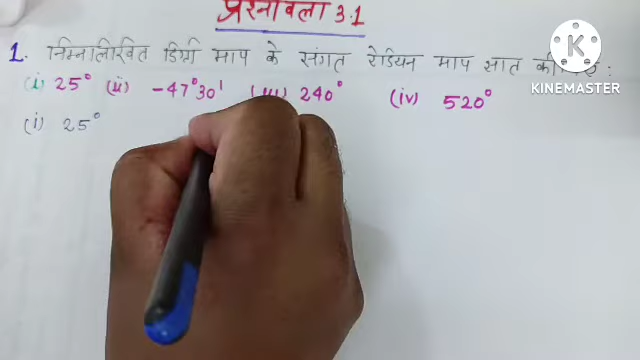 प्रश्नावली 3.1
1. निम्नलिखित डिग्री माप के संगत रेडियन माप ज्ञात :
(i) 25° (ii) -47°30' (iii) 240° (iv) 520°
(i) 25°
K
KINEMASTER